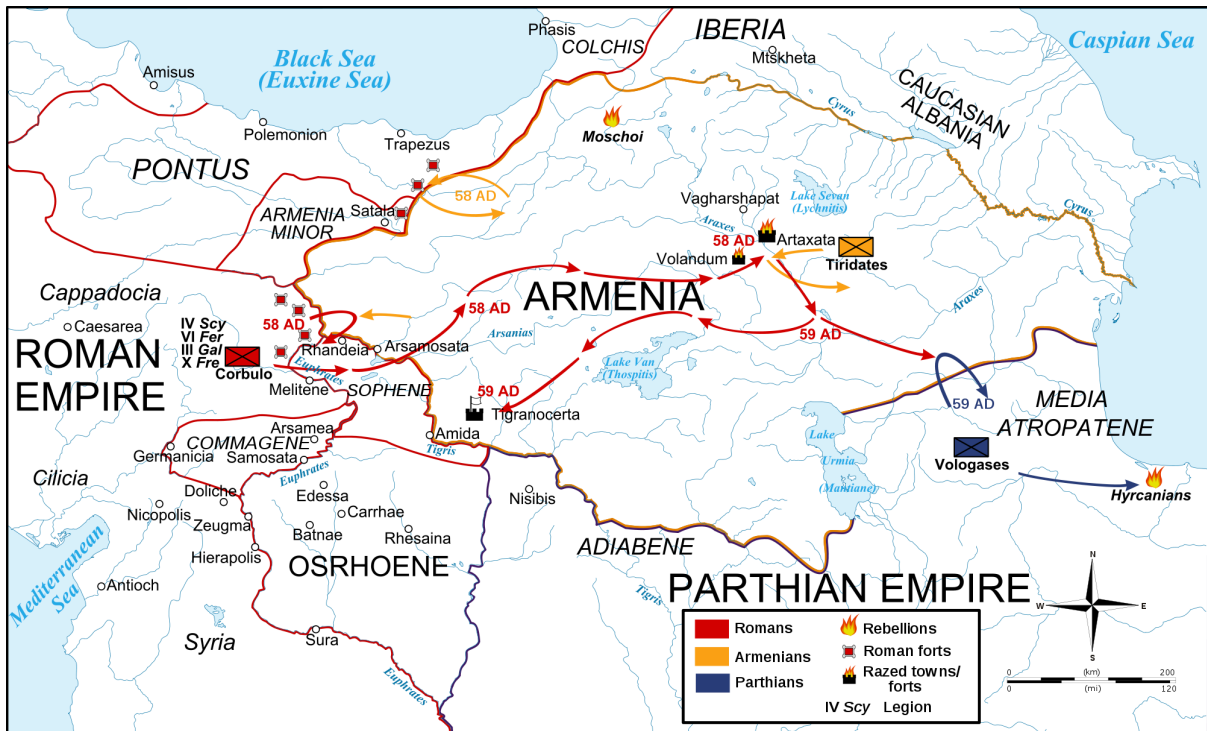 Phasis
COLCHIS
IBERIA
Mtskheta
Caspian Sea
Black Sea
(Euxine Sea)
Amisus
Polemonion
Trapezus
Moschoi
Cyrus
CAUCASIAN
ALBANIA
PONTUS
58 AD
Satala
ARMENIA
MINOR
Vagharshapat
Lake Sevan
(Lychnitis)
Cyrus
Araxes
58 AD
Artaxata
Volandum
Tiridates
Cappadocia
Caesarea
58 AD
58 AD
ARMENIA
Araxes
IV Scy
VI Fer
III Gal
X Fre
Corbulo
ROMAN
EMPIRE
Rhandeia
Arsamosata
Arsanias
59 AD
Euphrates
Melitene
SOPHENE
Lake Van
(Thospitis)
59 AD
Tigranocerta
59 AD
MEDIA
ATROPATENE
Arsamea
COMMAGENE
Germanicia
Samosata
Amida
Tigris
Euphrates
Lake
Urmia
(Mantiane)
Vologases
Hyrcanians
Cilicia
Doliche
Nicopolis
Zeugma
Edessa
Carrhae
Batnae
Rhesaina
Nisibis
Hierapolis
OSRHOENE
ADIABENE
Mediterranean
Sea
Antioch
Syria
Sura
Euphrates
Tigris
PARTHIAN EMPIRE
Romans
Armenians
Parthians
Rebellions
Roman forts
Razed towns/
forts
IV Scy Legion
N
W E
S
0 (km) 200
0 (mi) 120